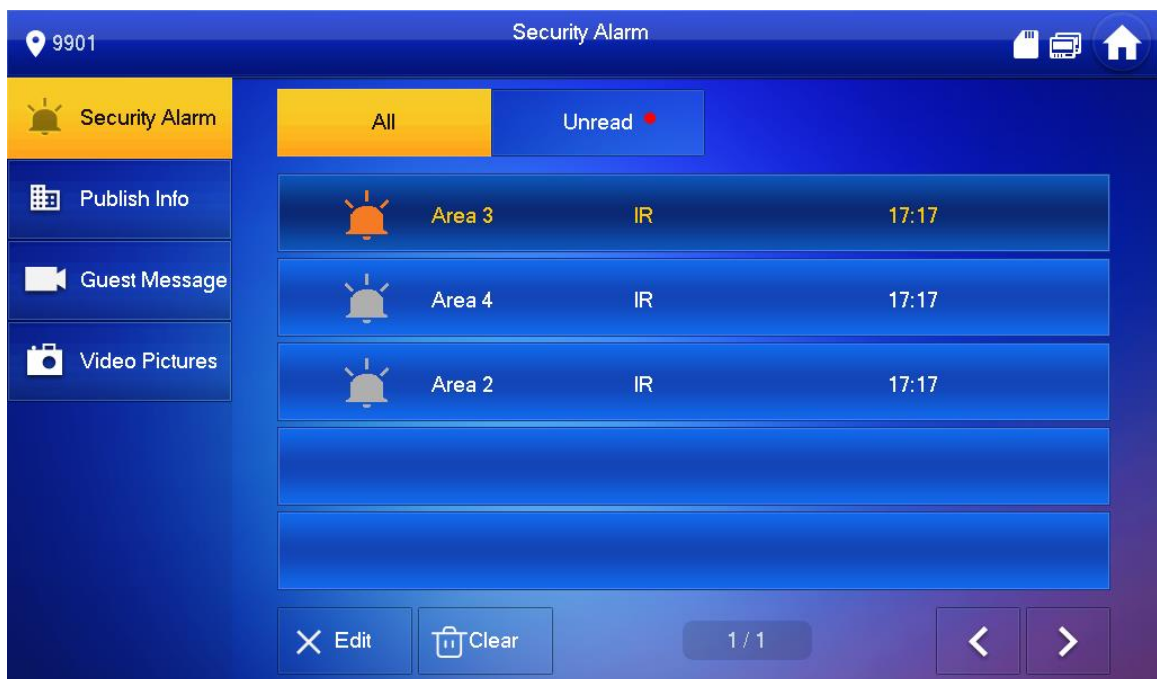 9901
Security Alarm
Security Alarm
Publish Info
Guest Message
Video Pictures
All Unread
Area 3 IR 17:17
Area 4 IR 17:17
Area 2 IR 17:17
Edit Clear 1 / 1